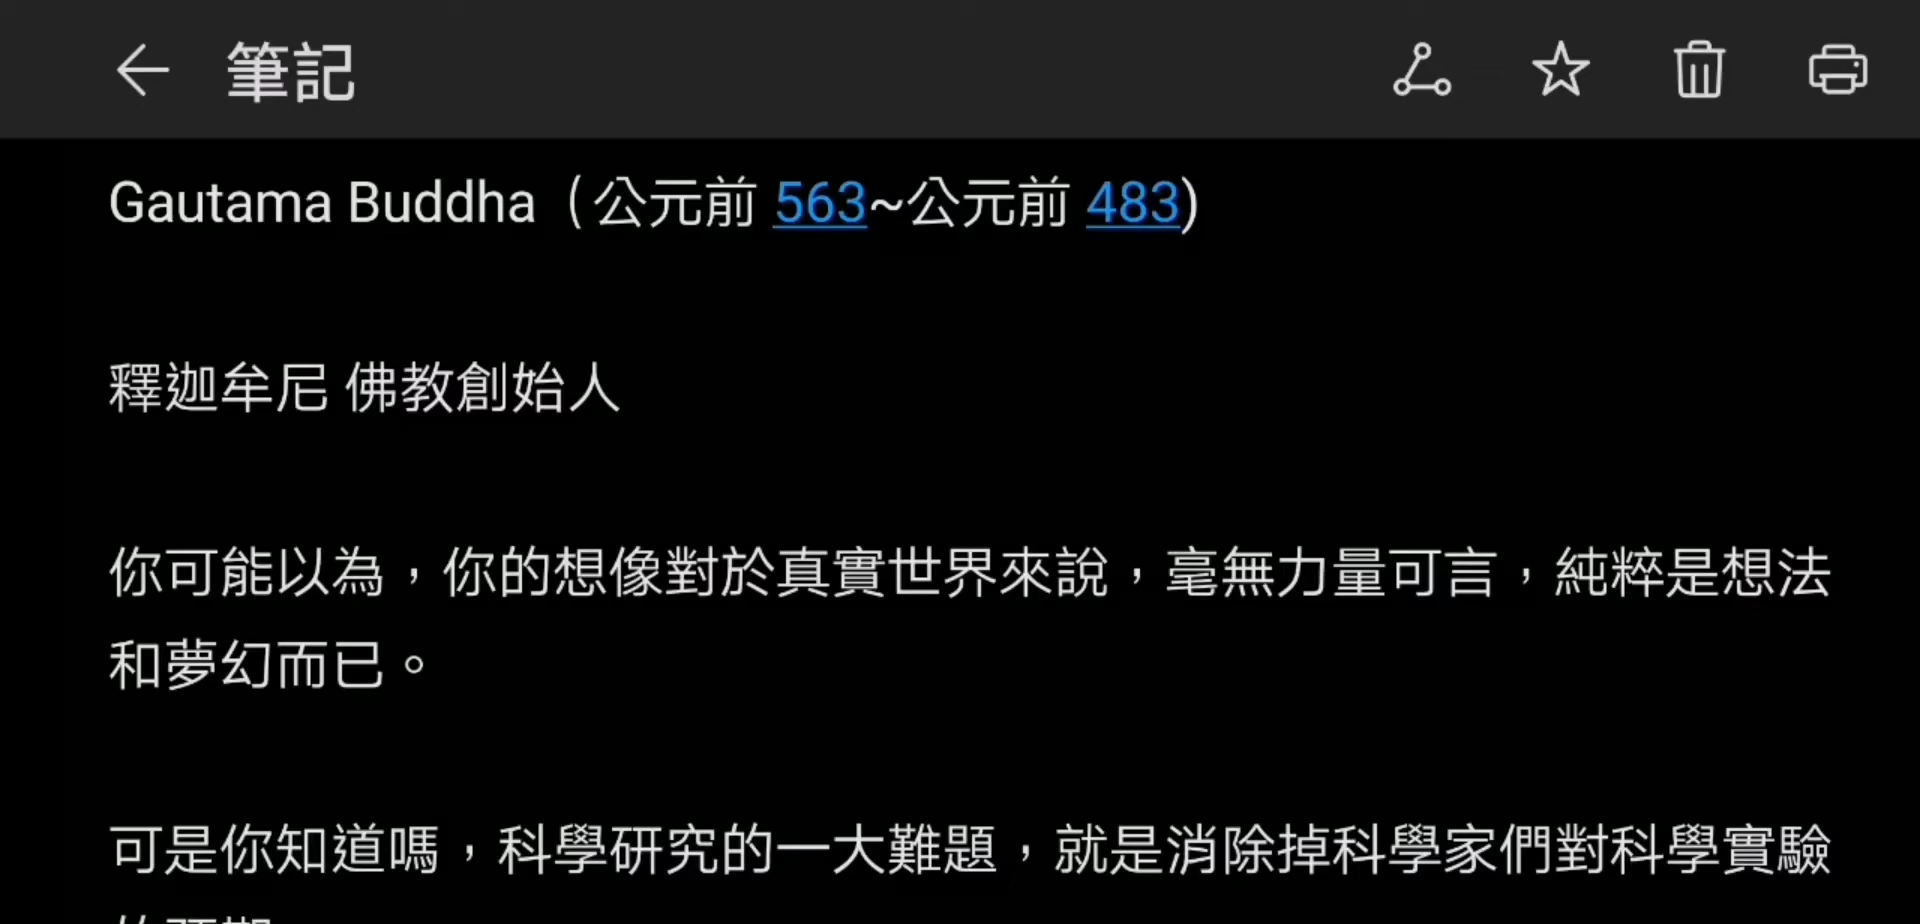 筆記
Gautama Buddha（公元前 563~公元前 483)
釋迦牟尼 佛教創始人
你可能以為，你的想像對於真實世界來說，毫無力量可言，純粹是想法
和夢幻而已。
可是你知道嗎，科學研究的一大難題，就是消除掉科學家們對科學實驗